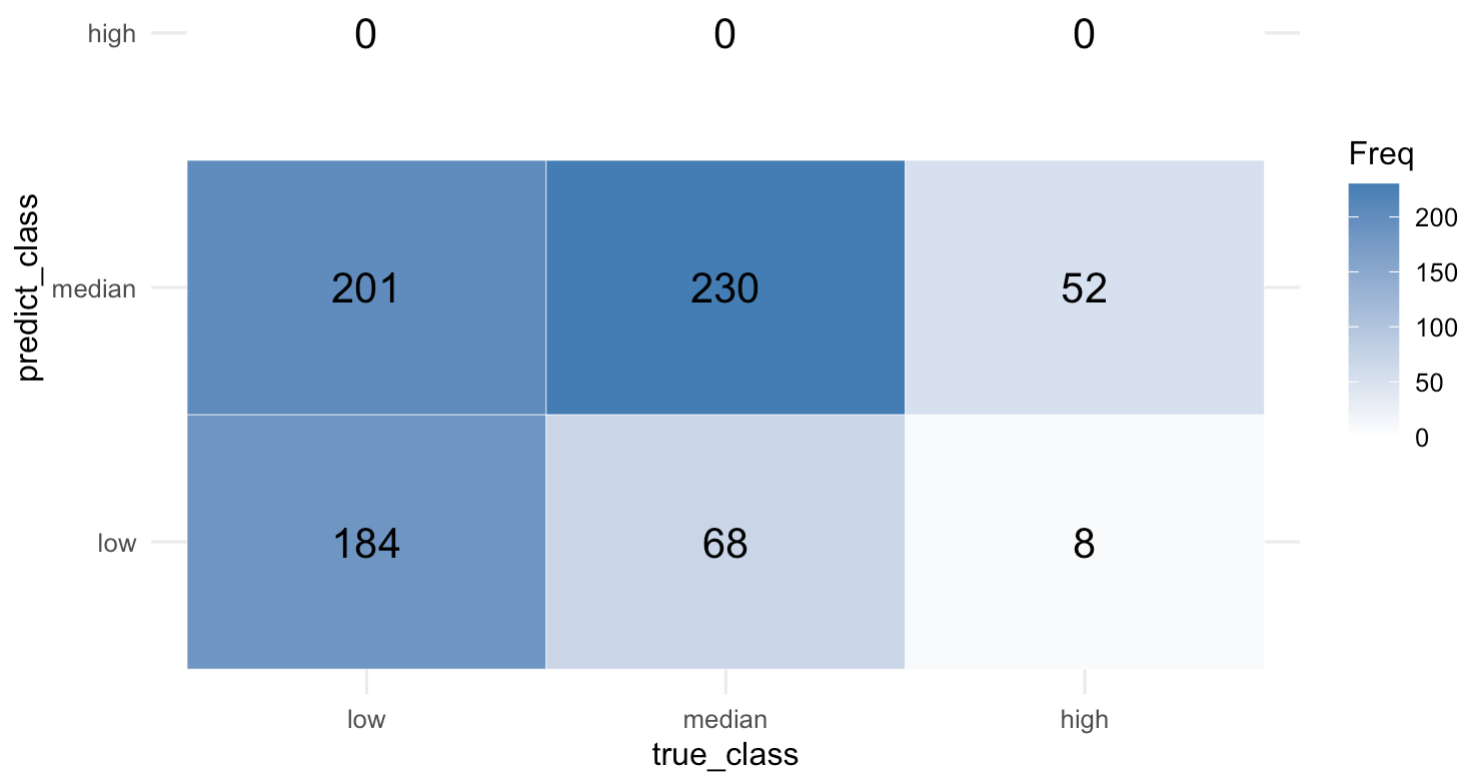 high 0 0 0
Freq
200
150
100
50
0
predict_class
median 201 230 52
low 184 68 8
low median high
true_class